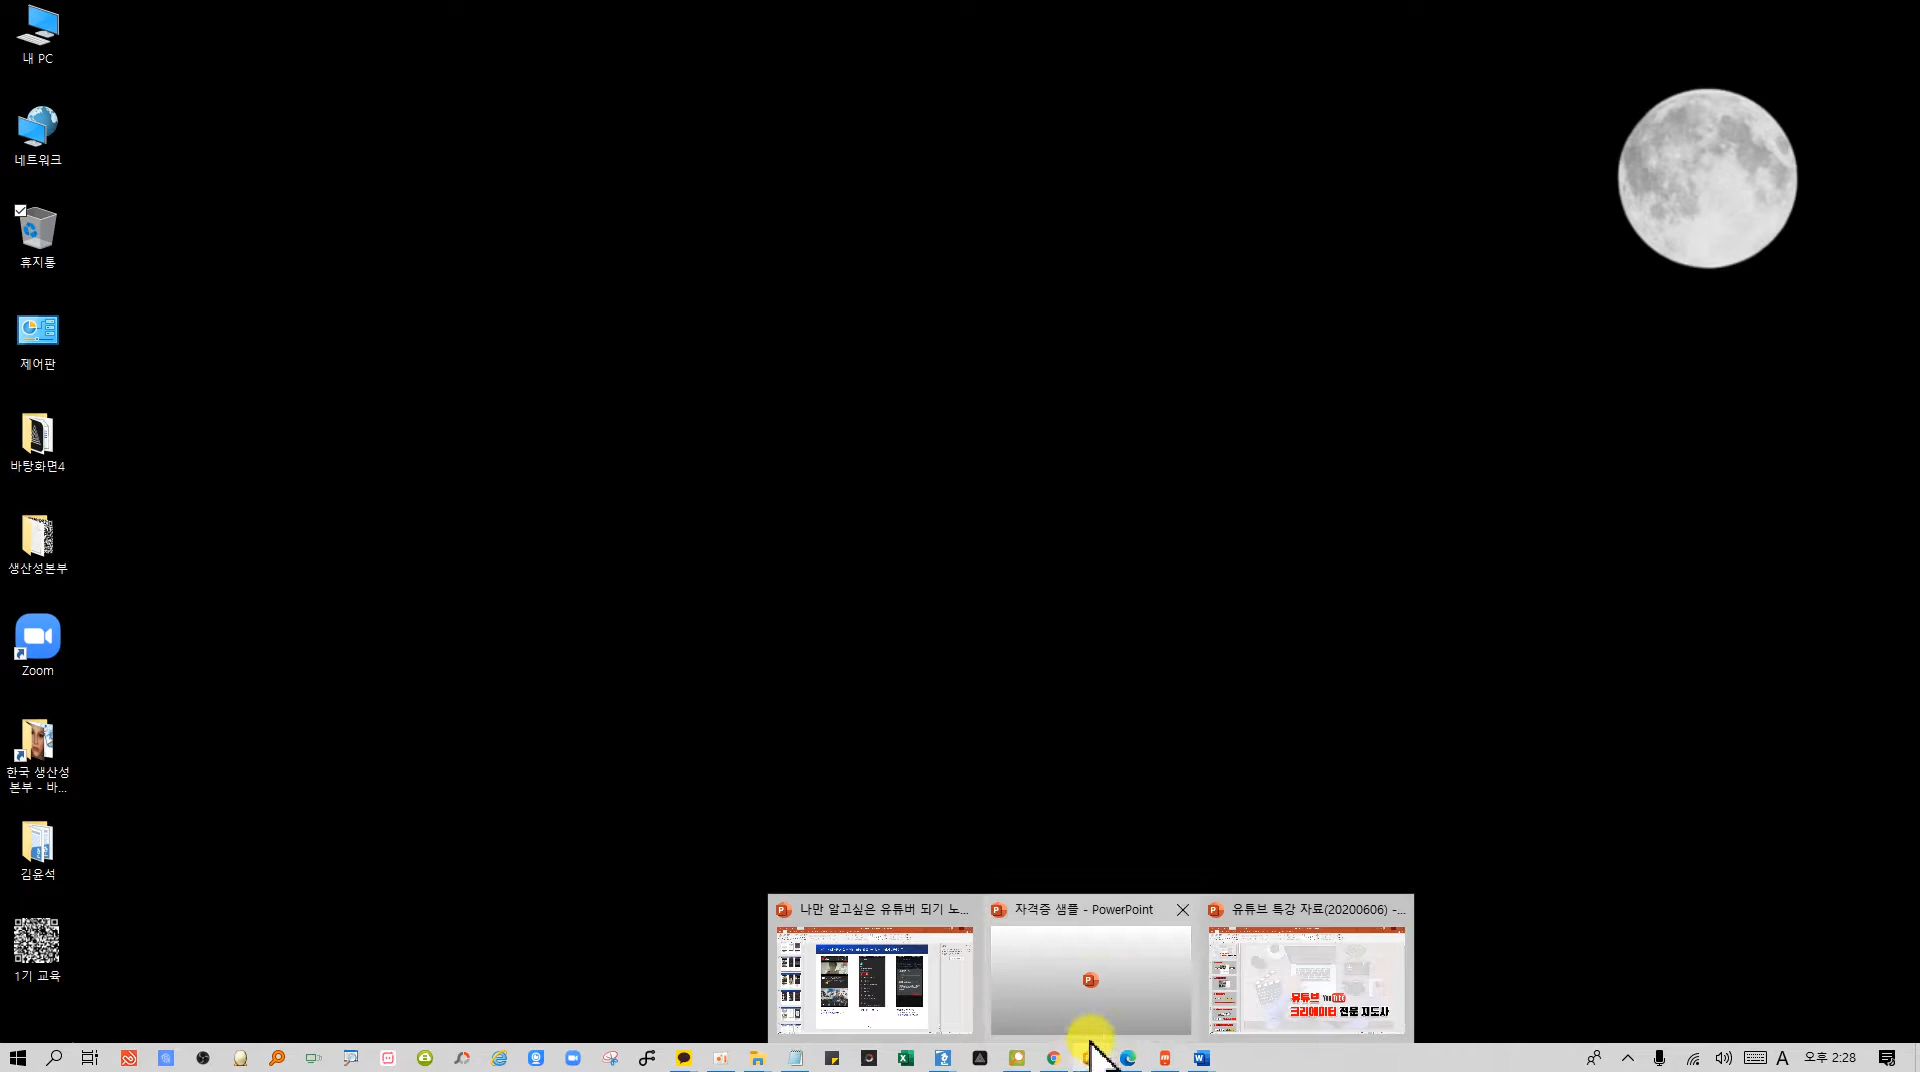 내 PC
네트워크
휴지통
제어판
바탕화면4
생산성본부
Zoom
한국 생산성
본부 - 바...
김윤석
1기 교육
나만 알고싶은 유튜버 되기 노...
자격증 샘플 - PowerPoint
유튜브 특강 자료(20200606) -...
유튜브 YouTube
크리에이터 전문 지도사
A
오후 2:28